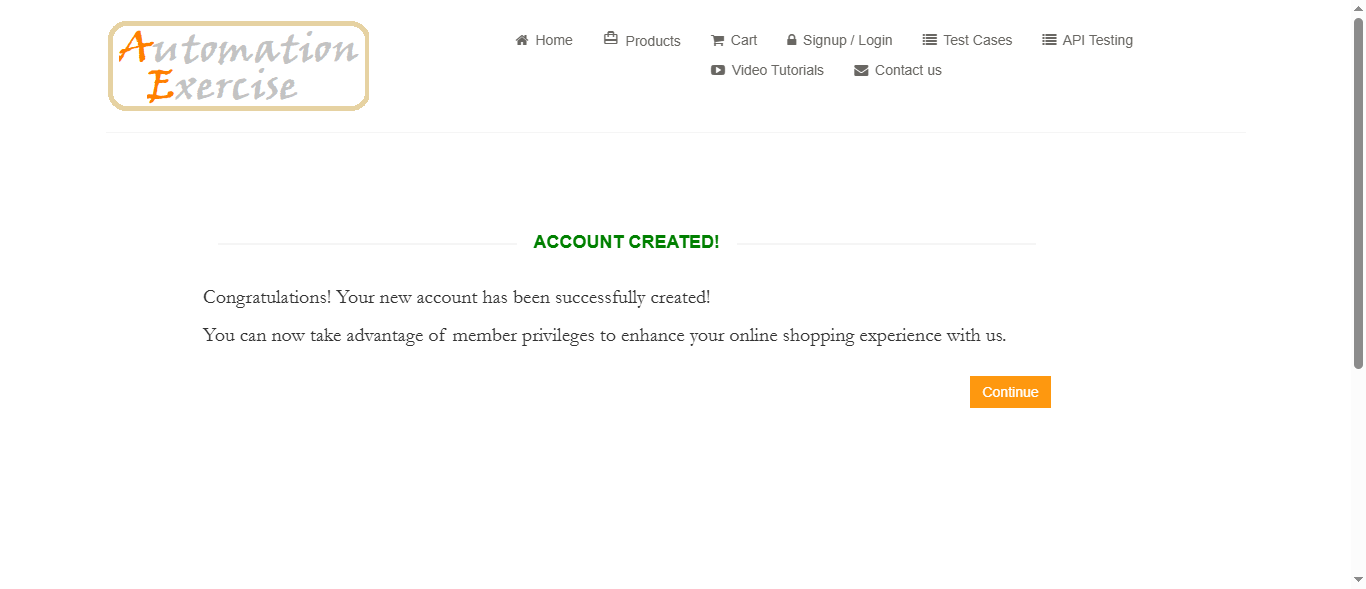 Automation
Exercise
Home Products Cart Signup / Login Test Cases API Testing
Video Tutorials Contact us
ACCOUNT CREATED!
Congratulations! Your new account has been successfully created!
You can now take advantage of member privileges to enhance your online shopping experience with us.
Continue